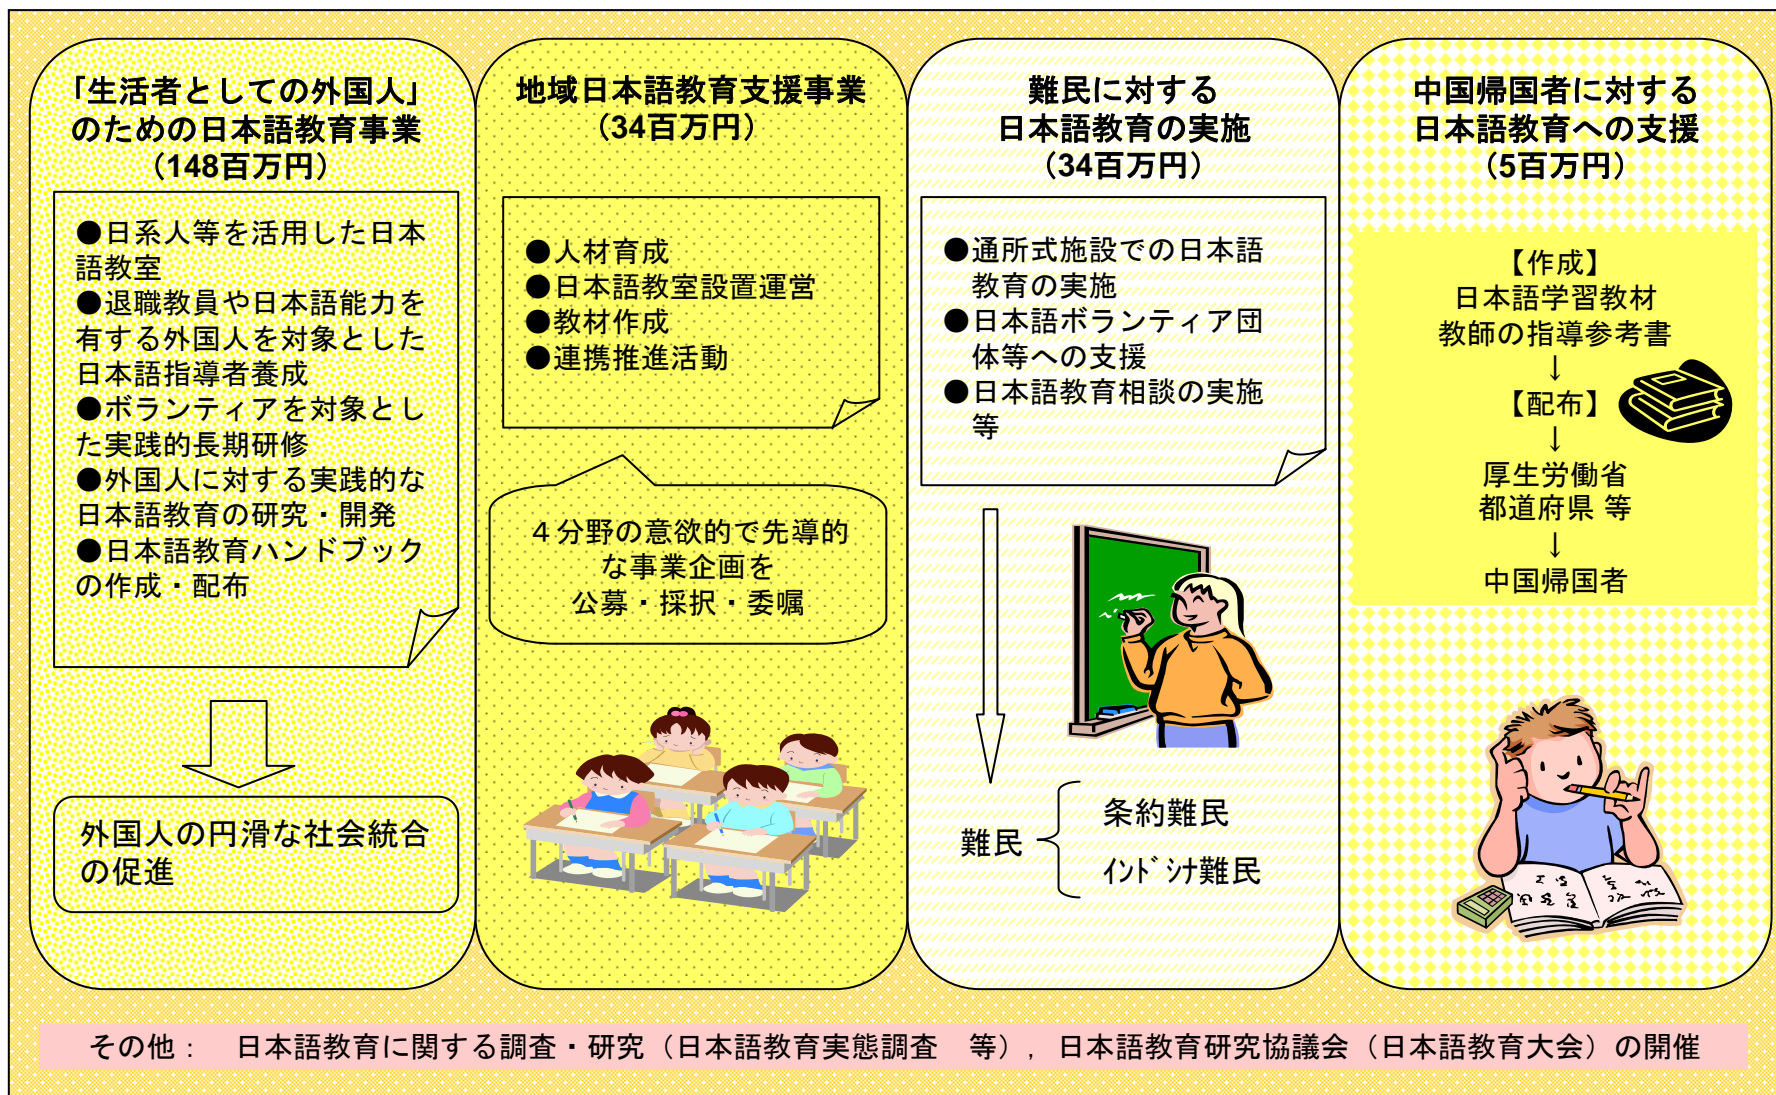 「生活者としての外国人」
のための日本語教育事業
（148百万円）
●日系人等を活用した日本
語教室
●退職教員や日本語能力を
有する外国人を対象とした
日本語指導者養成
●ボランティアを対象とし
た実践的長期研修
●外国人に対する実践的な
日本語教育の研究・開発
●日本語教育ハンドブック
の作成・配布
外国人の円滑な社会統合
の促進
地域日本語教育支援事業
（34百万円）
●人材育成
●日本語教室設置運営
●教材作成
●連携推進活動
４分野の意欲的で先導的
な事業企画を
公募・採択・委嘱
難民に対する
日本語教育の実施
（34百万円）
●通所式施設での日本語
教育の実施
●日本語ボランティア団
体等への支援
●日本語教育相談の実施
等
難民
条約難民
ｲﾝﾄﾞｼﾅ難民
中国帰国者に対する
日本語教育への支援
（5百万円）
【作成】
日本語学習教材
教師の指導参考書
↓
【配布】
↓
厚生労働省
都道府県 等
↓
中国帰国者
その他：　日本語教育に関する調査・研究（日本語教育実態調査　等），日本語教育研究協議会（日本語教育大会）の開催